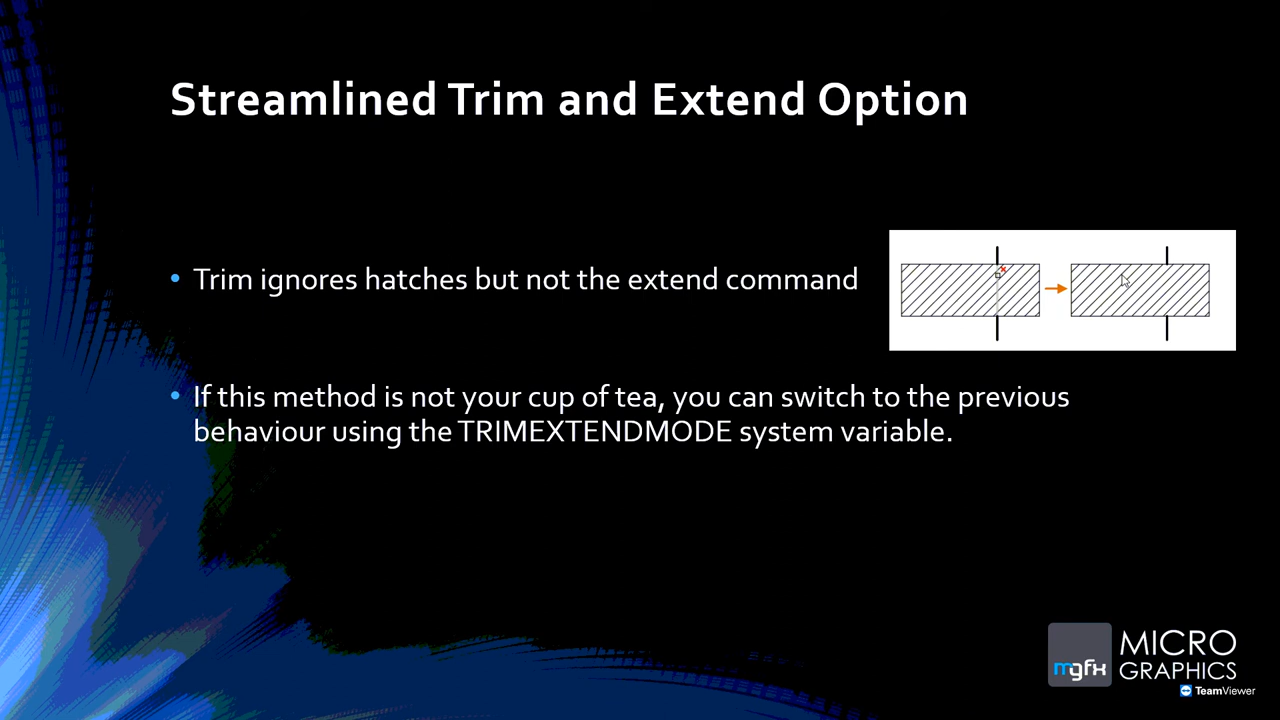 Streamlined Trim and Extend Option
• Trim ignores hatches but not the extend command
• If this method is not your cup of tea, you can switch to the previous
behaviour using the TRIMEXTENDMODE system variable.
mgfx
MICRO
GRAPHICS
TeamViewer